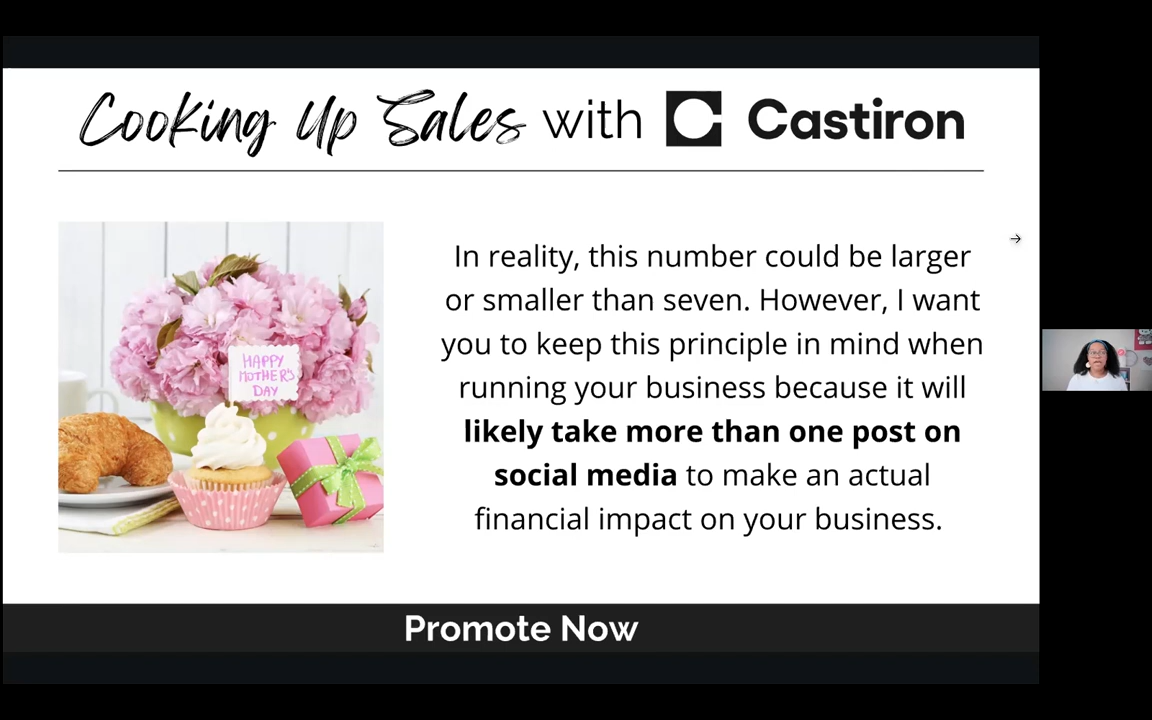 Cooking Up Sales with Castiron
In reality, this number could be larger
or smaller than seven. However, I want
you to keep this principle in mind when
running your business because it will
likely take more than one post on
social media to make an actual
financial impact on your business.
HAPPY
MOTHER'S
DAY
Promote Now